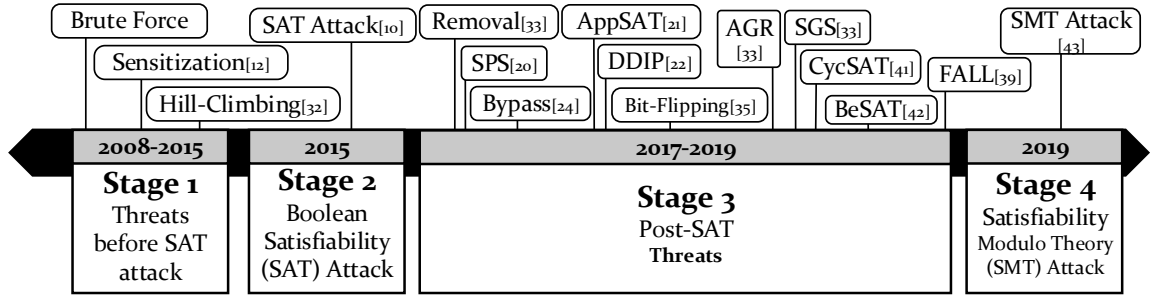 Brute Force
Sensitization[12]
Hill-Climbing[32]
SAT Attack[10]
Removal[33]
SPS[20]
Bypass[24]
AppSAT[21]
DDIP[22]
Bit-Flipping[35]
AGR
[33]
SGS[33]
CycSAT[41]
BeSAT[42]
FALL[39]
SMT Attack
[43]
2008-2015
Stage 1
Threats
before SAT
attack
2015
Stage 2
Boolean
Satisfiability
(SAT) Attack
2017-2019
Stage 3
Post-SAT
Threats
2019
Stage 4
Satisfiability
Modulo Theory
(SMT) Attack